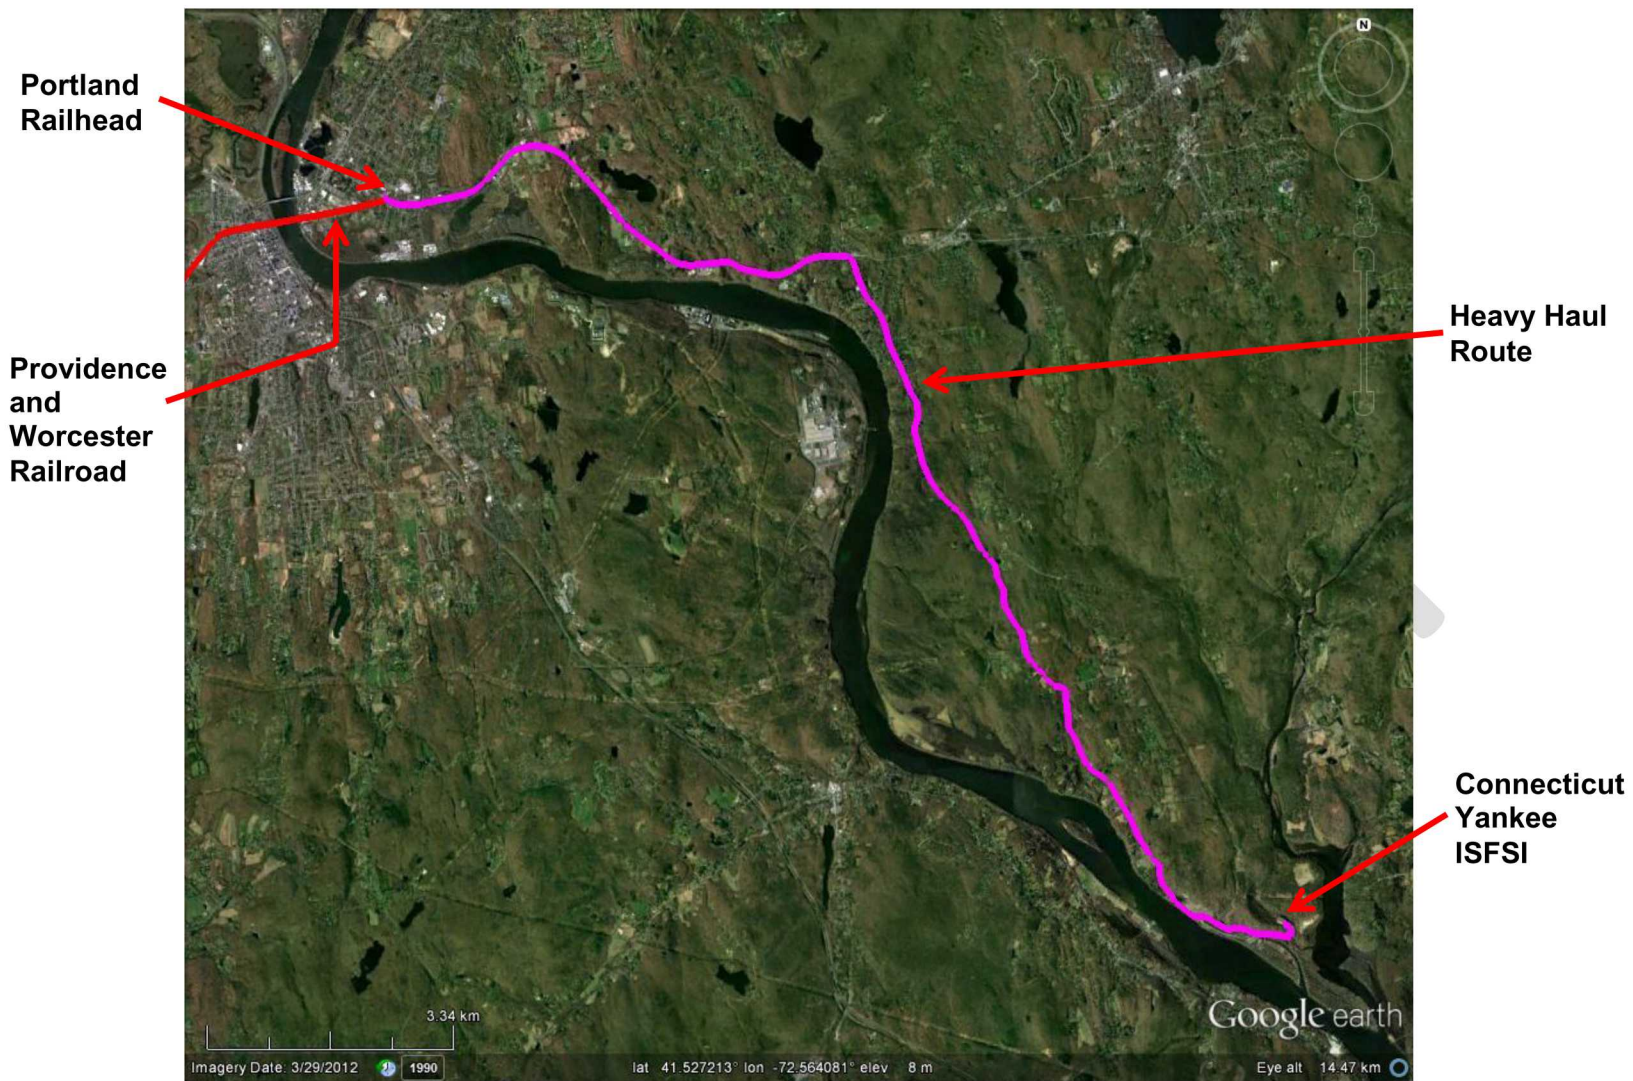 N
Portland
Railhead
Heavy Haul
Route
Providence
and
Worcester
Railroad
Connecticut
Yankee
ISFSI
Google earth
3.34 km
Imagery Date: 3/29/2012
1990
lat 41.527213° lon -72.564081° elev 8 m
Eye alt 14.47 km